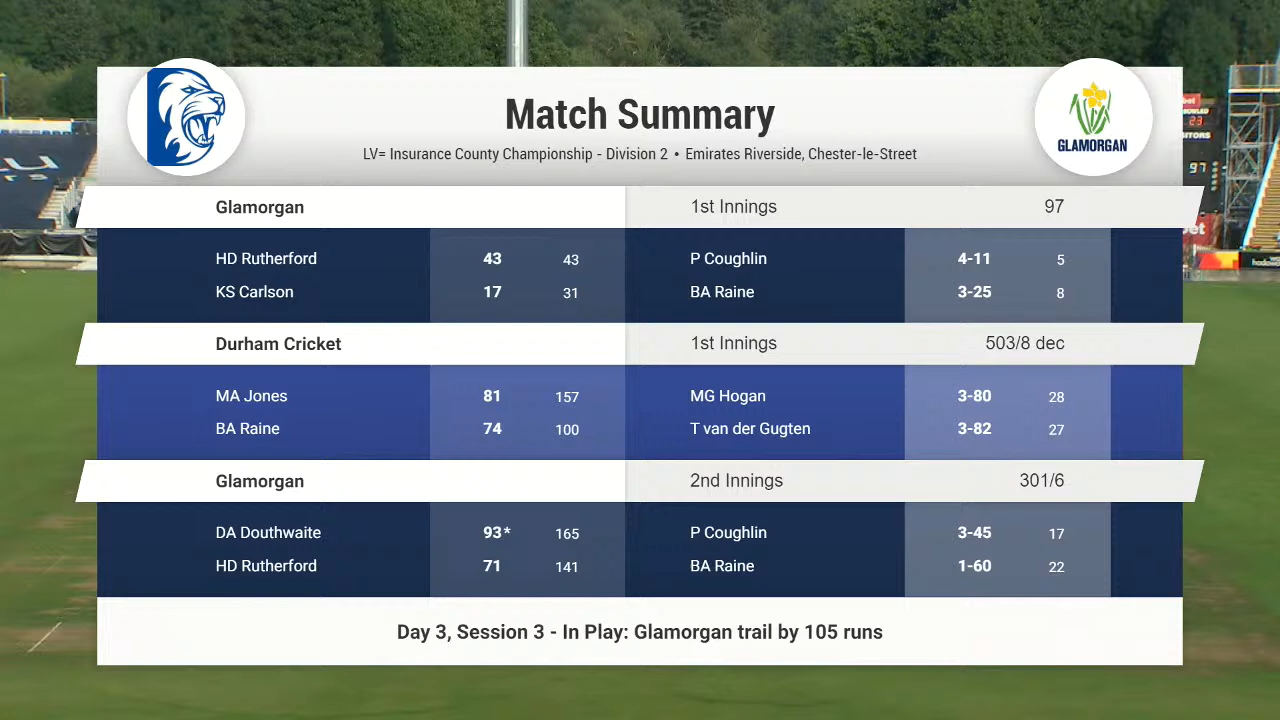 Match Summary
LV= Insurance County Championship - Division 2 • Emirates Riverside, Chester-le-Street
GLAMORGAN
Glamorgan 1st Innings 97
HD Rutherford 43 43 P Coughlin 4-11 5
KS Carlson 17 31 BA Raine 3-25 8
Durham Cricket 1st Innings 503/8 dec
MA Jones 81 157 MG Hogan 3-80 28
BA Raine 74 100 T van der Gugten 3-82 27
Glamorgan 2nd Innings 301/6
DA Douthwaite 93* 165 P Coughlin 3-45 17
HD Rutherford 71 141 BA Raine 1-60 22
Day 3, Session 3 - In Play: Glamorgan trail by 105 runs
23
97